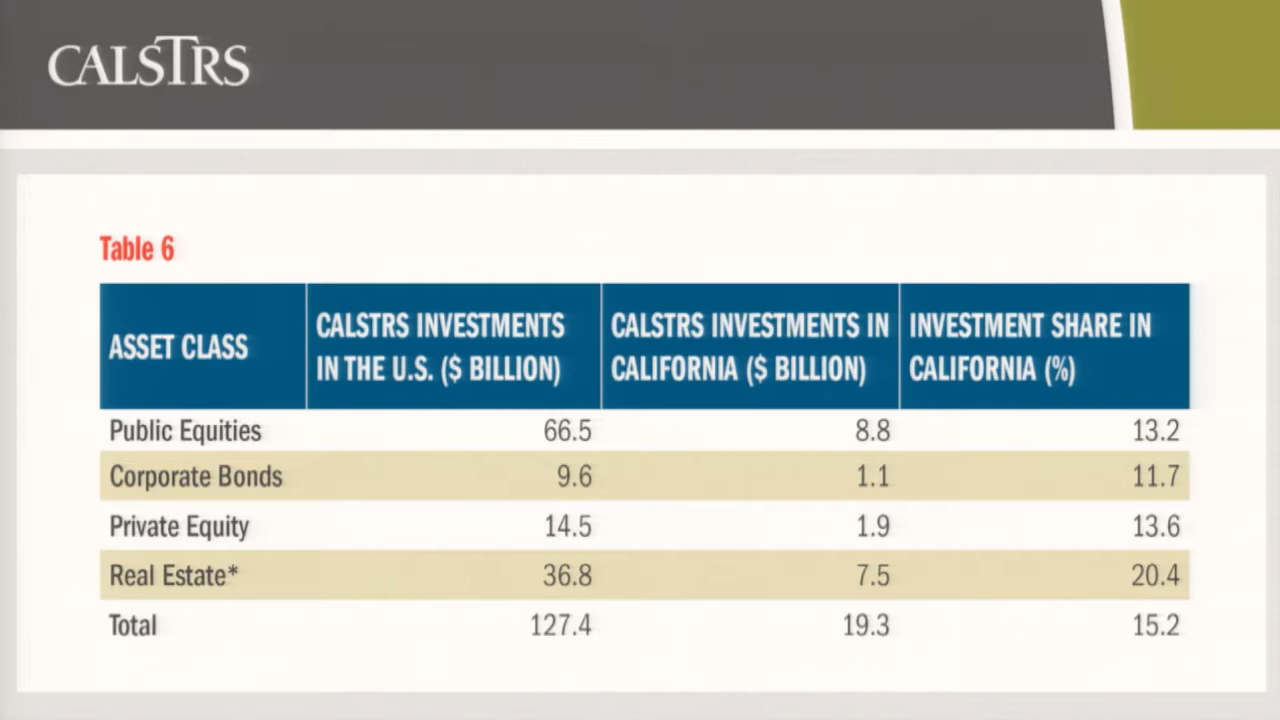 CALSTRS
Table 6
ASSET CLASS
CALSTRS INVESTMENTS
IN THE U.S. ($ BILLION)
CALSTRS INVESTMENTS IN
CALIFORNIA ($ BILLION)
INVESTMENT SHARE IN
CALIFORNIA (%)
Public Equities 66.5 8.8 13.2
Corporate Bonds 9.6 1.1 11.7
Private Equity 14.5 1.9 13.6
Real Estate* 36.8 7.5 20.4
Total 127.4 19.3 15.2